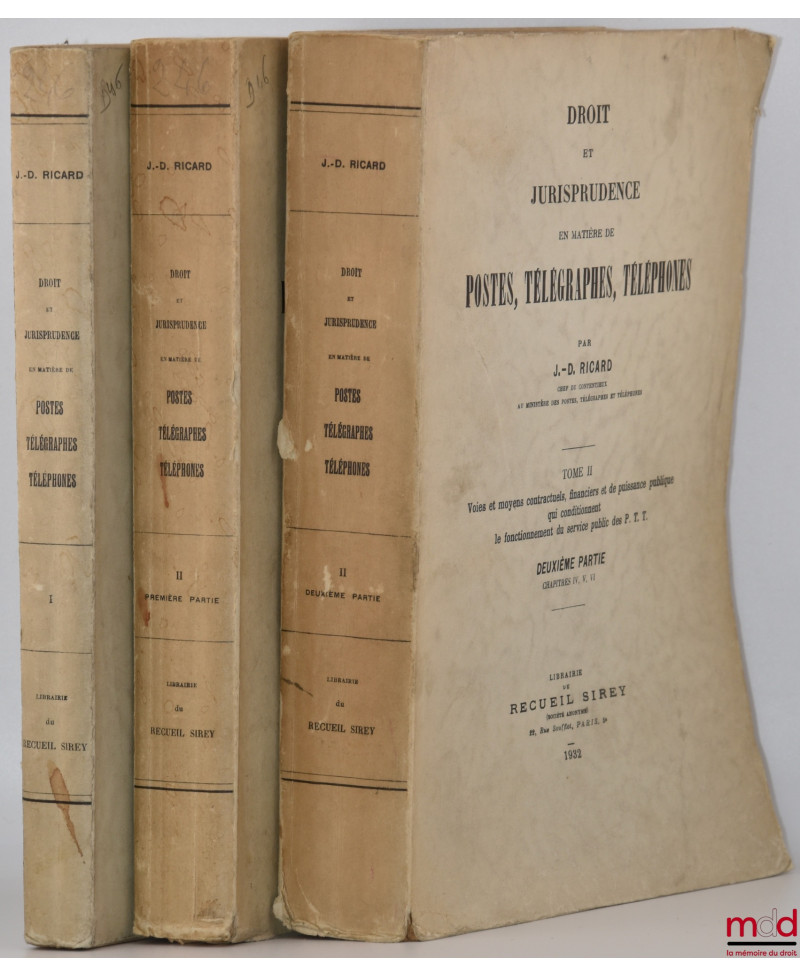 J.-D. RICARD
DROIT
ET
JURISPRUDENCE
EN MATIÈRE DE
POSTES
TÉLÉGRAPHES
TÉLÉPHONES
I
LIBRAIRIE
du
RECUEIL SIREY
J.-D. RICARD
DROIT
ET
JURISPRUDENCE
EN MATIÈRE DE
POSTES
TÉLÉGRAPHES
TÉLÉPHONES
II
PREMIÈRE PARTIE
LIBRAIRIE
du
RECUEIL SIREY
J.-D. RICARD
DROIT
ET
JURISPRUDENCE
EN MATIÈRE DE
POSTES
TÉLÉGRAPHES
TÉLÉPHONES
II
DEUXIÈME PARTIE
LIBRAIRIE
du
RECUEIL SIREY
DROIT
ET
JURISPRUDENCE
EN MATIÈRE DE
POSTES, TÉLÉGRAPHES, TÉLÉPHONES
PAR
J.-D. RICARD
CHEF DU CONTENTIEUX
AU MINISTÈRE DES POSTES, TÉLÉGRAPHES ET TÉLÉPHONES
TOME II
Voies et moyens contractuels, financiers et de puissance publique
qui conditionnent
le fonctionnement du service public des P. T. T.
DEUXIÈME PARTIE
CHAPITRES IV, V, VI
LIBRAIRIE
DU
RECUEIL SIREY
(SOCIÉTÉ ANONYME)
22, Rue Soufflot, PARIS, 5e
1932
mdd
la mémoire du droit